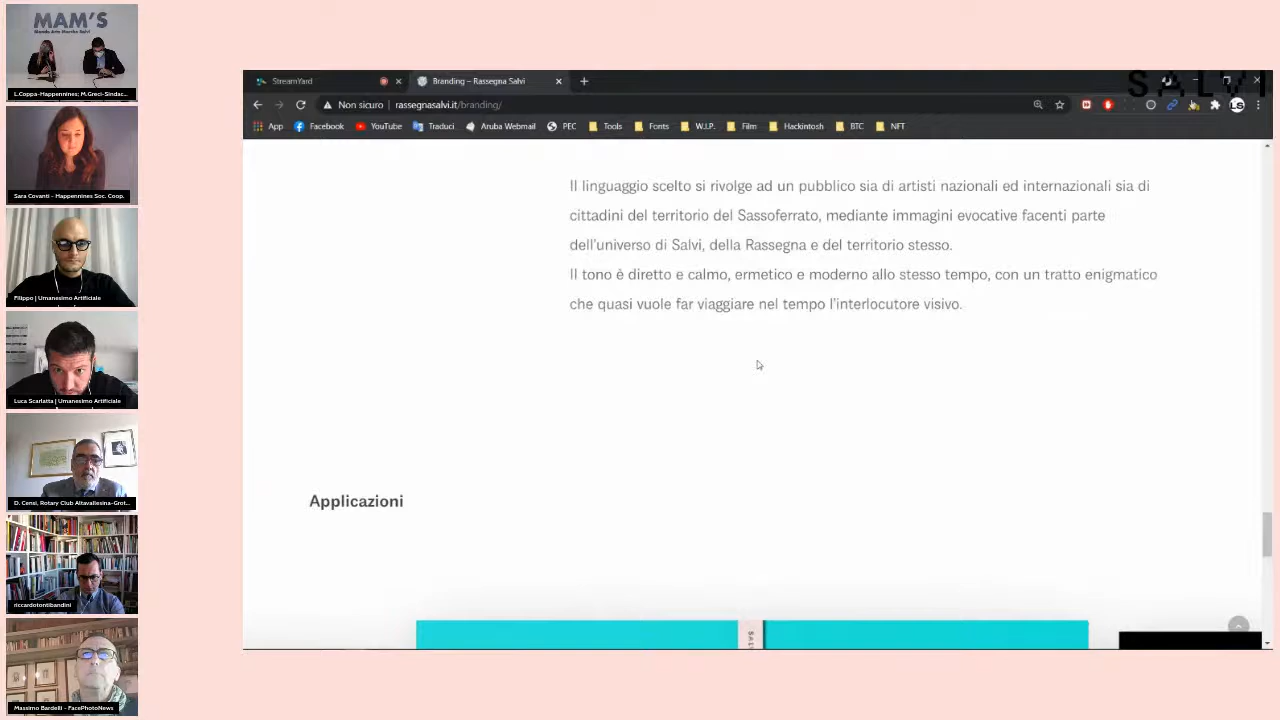 MAM'S
Giando Arte Marche Salvi
L.Coppa-Happennines; M.Greci-Sindac...
Sara Covanti - Happennines Soc. Coop.
Filippo | Umanesimo Artificiale
Luca Scarlatta | Umanesimo Artificiale
D. Censi, Rotary Club Altavallesina-Grot...
riccardotontibandini
Massimo Bardelli - FacePhotoNews
StreamYard
Branding – Rassegna Salvi
SALVI
Non sicuro
rassegnasalvi.it/branding/
App
Facebook
YouTube
Traduci
Aruba Webmail
PEC
Tools
Fonts
W.I.P.
Film
Hackintosh
BTC
NFT
Il linguaggio scelto si rivolge ad un pubblico sia di artisti nazionali ed internazionali sia di
cittadini del territorio del Sassoferrato, mediante immagini evocative facenti parte
dell'universo di Salvi, della Rassegna e del territorio stesso.
Il tono è diretto e calmo, ermetico e moderno allo stesso tempo, con un tratto enigmatico
che quasi vuole far viaggiare nel tempo l'interlocutore visivo.
Applicazioni